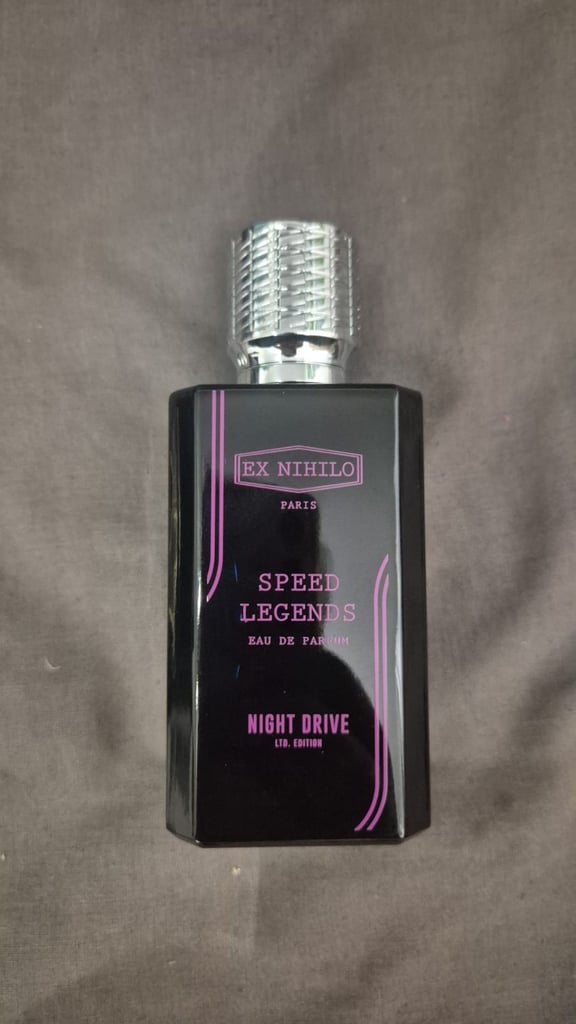 EX NIHILO
PARIS
SPEED
LEGENDS
EAU DE PARFUM
NIGHT DRIVE
LTD. EDITION